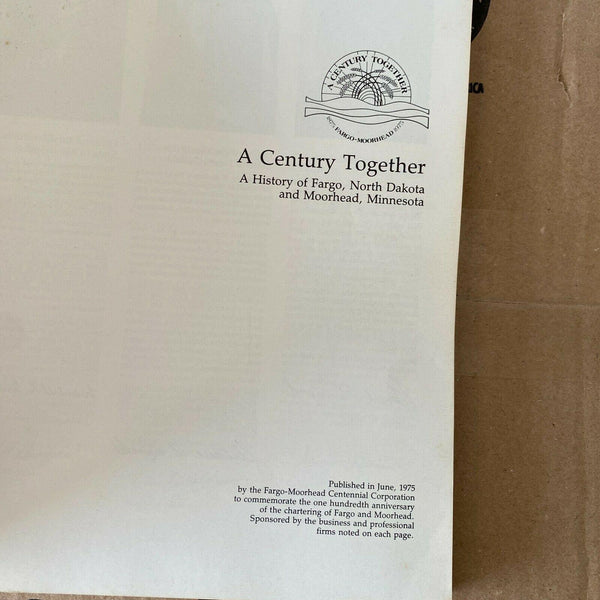 A CENTURY TOGETHER
1875 FARGO-MOORHEAD 1975
A Century Together
A History of Fargo, North Dakota
and Moorhead, Minnesota
Published in June, 1975
by the Fargo-Moorhead Centennial Corporation
to commemorate the one hundredth anniversary
of the chartering of Fargo and Moorhead.
Sponsored by the business and professional
firms noted on each page.